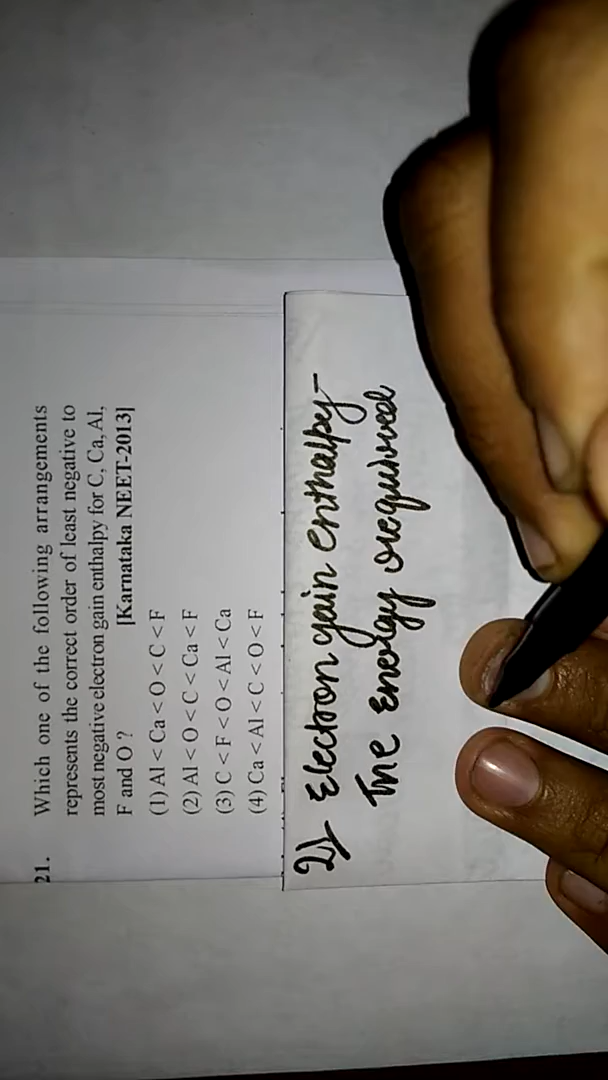 21. Which one of the following arrangements
represents the correct order of least negative to
most negative electron gain enthalpy for C, Ca, Al,
F and O ? [Karnataka NEET-2013]
(1) Al < Ca < O < C < F
(2) Al < O < C < Ca < F
(3) C < F < O < Al < Ca
(4) Ca < Al < C < O < F
21 Electron gain enthalpy-
The energy required